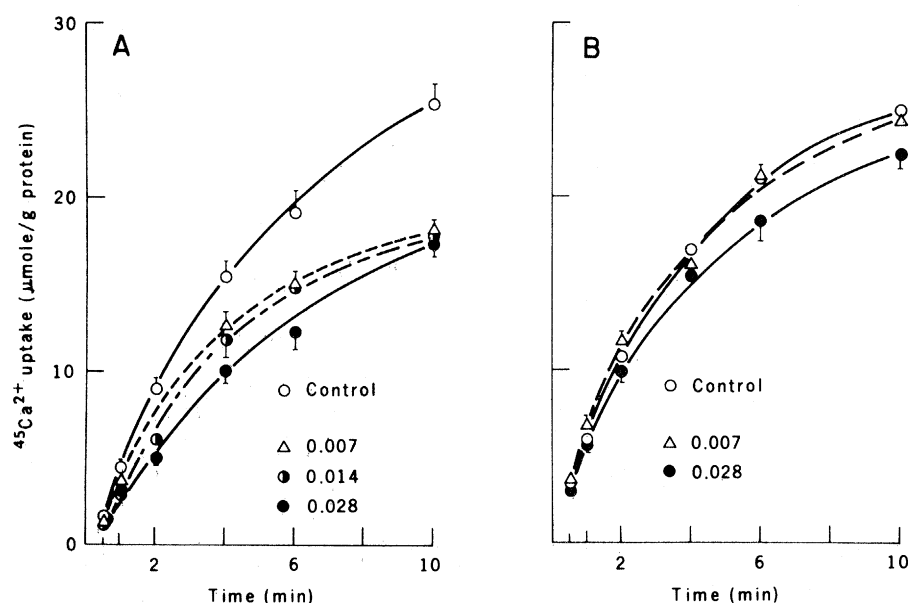 A
B
30
20
10
0
⁴⁵Ca²⁺ uptake (μmole/g protein)
Control
0.007
0.014
0.028
2
4
6
10
Time (min)
Control
0.007
0.028
2
4
6
10
Time (min)